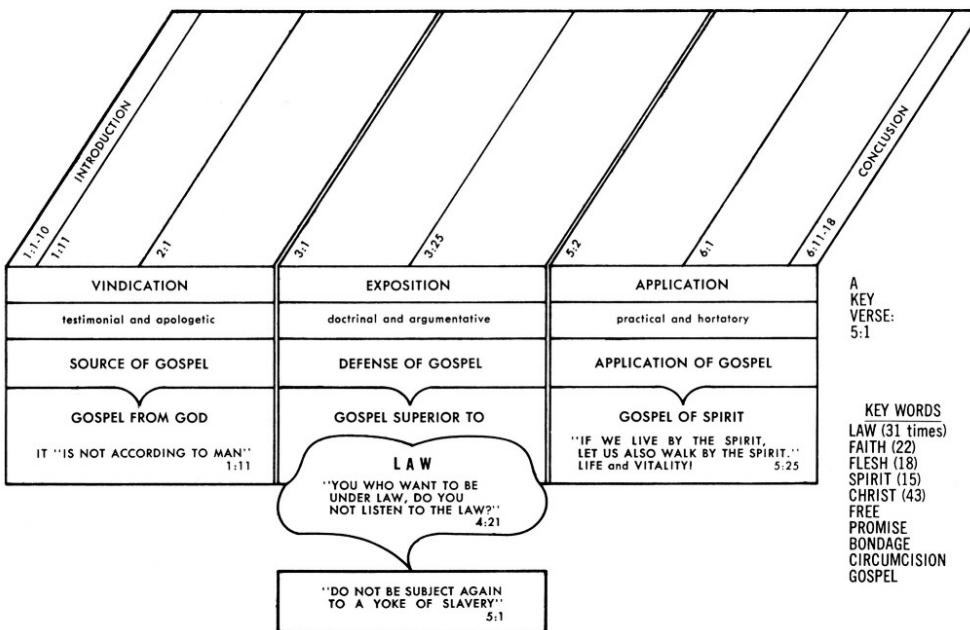 INTRODUCTION
CONCLUSION
1:1-10
1:11
2:1
3:1
3:25
5:2
6:1
6:11-18
VINDICATION
EXPOSITION
APPLICATION
testimonial and apologetic
doctrinal and argumentative
practical and hortatory
SOURCE OF GOSPEL
DEFENSE OF GOSPEL
APPLICATION OF GOSPEL
GOSPEL FROM GOD
IT "IS NOT ACCORDING TO MAN"
1:11
GOSPEL SUPERIOR TO
LAW
"YOU WHO WANT TO BE
UNDER LAW, DO YOU
NOT LISTEN TO THE LAW?"
4:21
"DO NOT BE SUBJECT AGAIN
TO A YOKE OF SLAVERY"
5:1
GOSPEL OF SPIRIT
"IF WE LIVE BY THE SPIRIT,
LET US ALSO WALK BY THE SPIRIT."
LIFE and VITALITY!
5:25
A
KEY
VERSE:
5:1
KEY WORDS
LAW (31 times)
FAITH (22)
FLESH (18)
SPIRIT (15)
CHRIST (43)
FREE
PROMISE
BONDAGE
CIRCUMCISION
GOSPEL